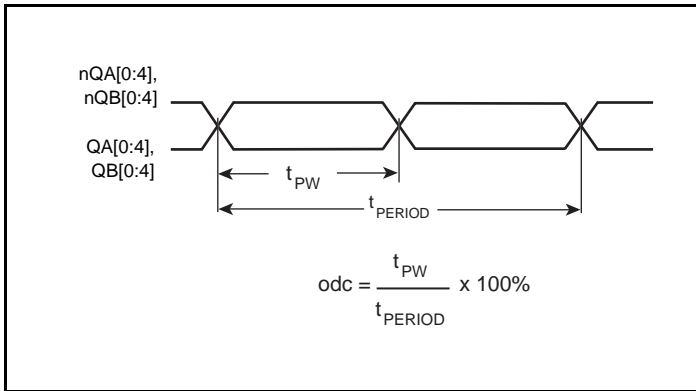 nQA[0:4],
nQB[0:4]
QA[0:4],
QB[0:4]
tPW
tPERIOD
odc = tPW / tPERIOD x 100%